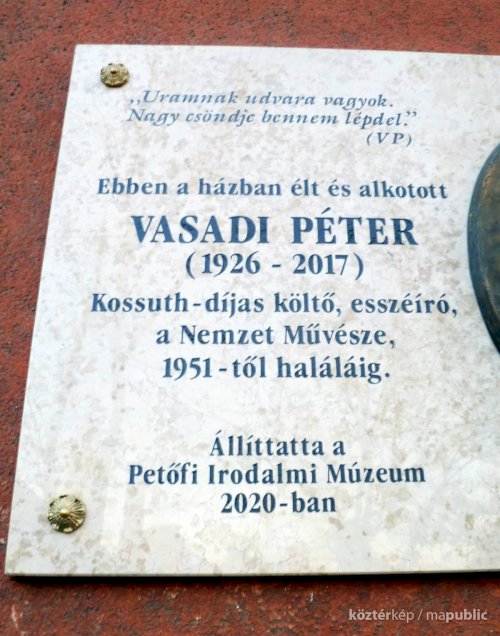 „Uramnak udvara vagyok.
Nagy csöndje bennem lépdel.”
(VP)
Ebben a házban élt és alkotott
VASADI PÉTER
(1926 - 2017)
Kossuth-díjas költő, esszéíró,
a Nemzet Művésze,
1951-től haláláig.
Állíttatta a
Petőfi Irodalmi Múzeum
2020-ban
köztérkép / mapublic